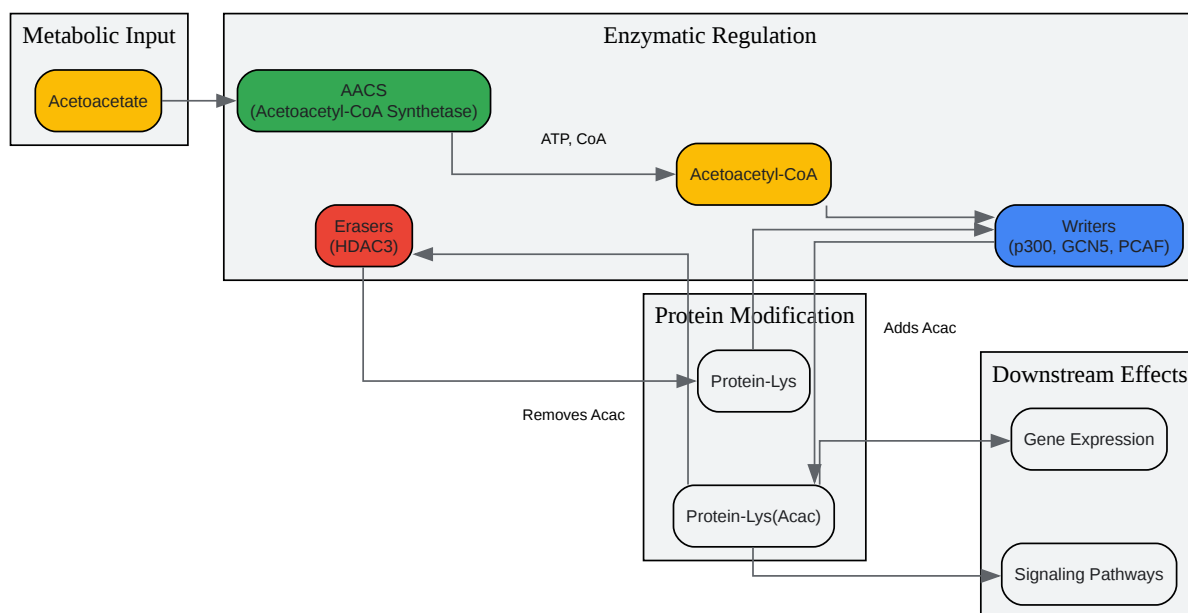 Metabolic Input
Acetoacetate
Enzymatic Regulation
AACS
(Acetoacetyl-CoA Synthetase)
ATP, CoA
Acetoacetyl-CoA
Erasers
(HDAC3)
Writers
(p300, GCN5, PCAF)
Protein Modification
Adds Acac
Protein-Lys
Removes Acac
Protein-Lys(Acac)
Downstream Effects
Gene Expression
Signaling Pathways